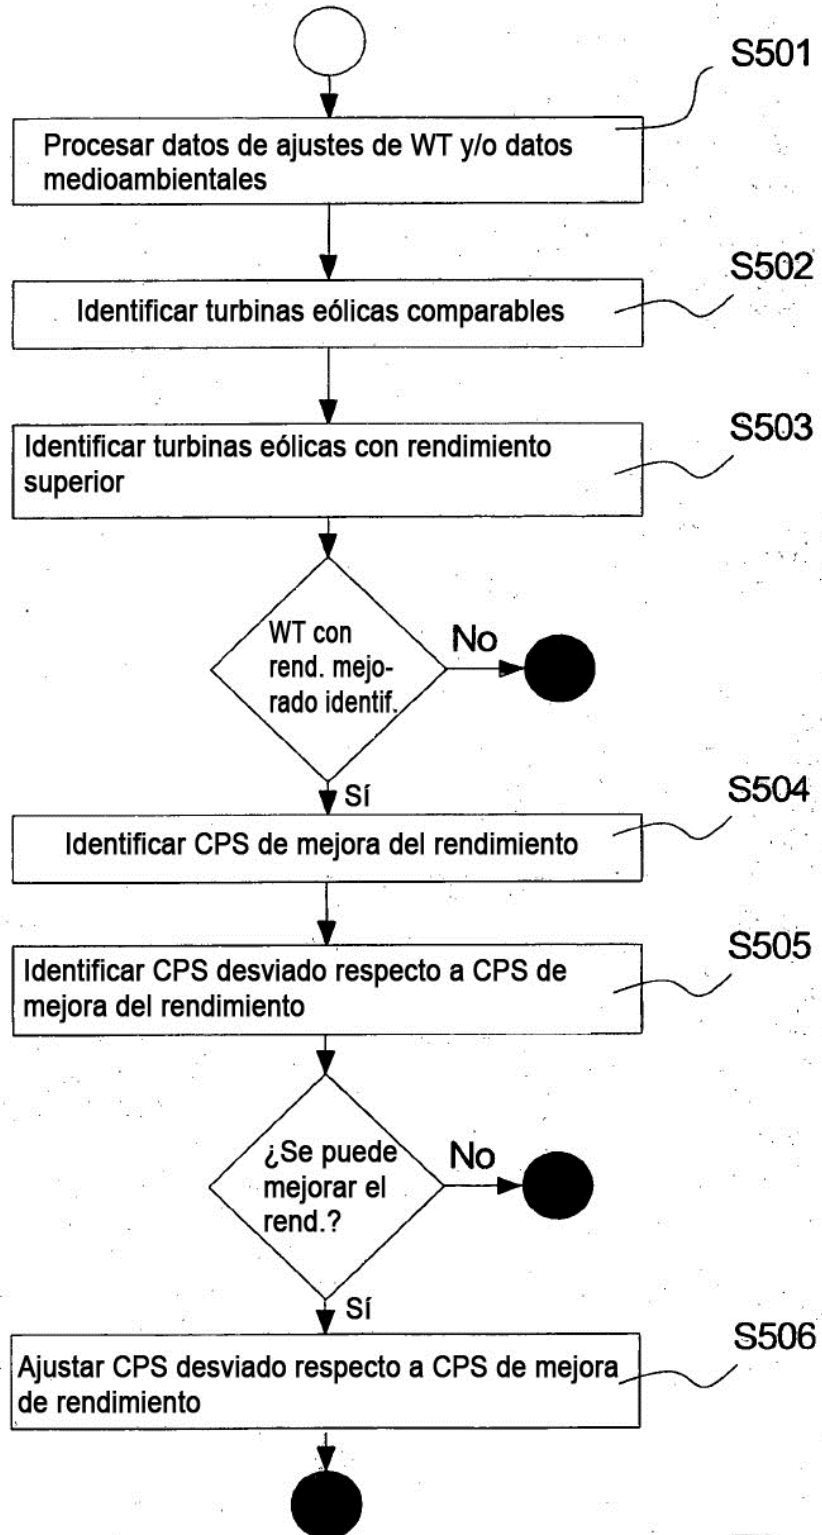 S501
Procesar datos de ajustes de WT y/o datos
medioambientales
S502
Identificar turbinas eólicas comparables
S503
Identificar turbinas eólicas con rendimiento
superior
WT con
rend. mejo-
rado identif.
No
Sí
S504
Identificar CPS de mejora del rendimiento
S505
Identificar CPS desviado respecto a CPS de
mejora del rendimiento
¿Se puede
mejorar el
rend.?
No
Sí
S506
Ajustar CPS desviado respecto a CPS de mejora
de rendimiento